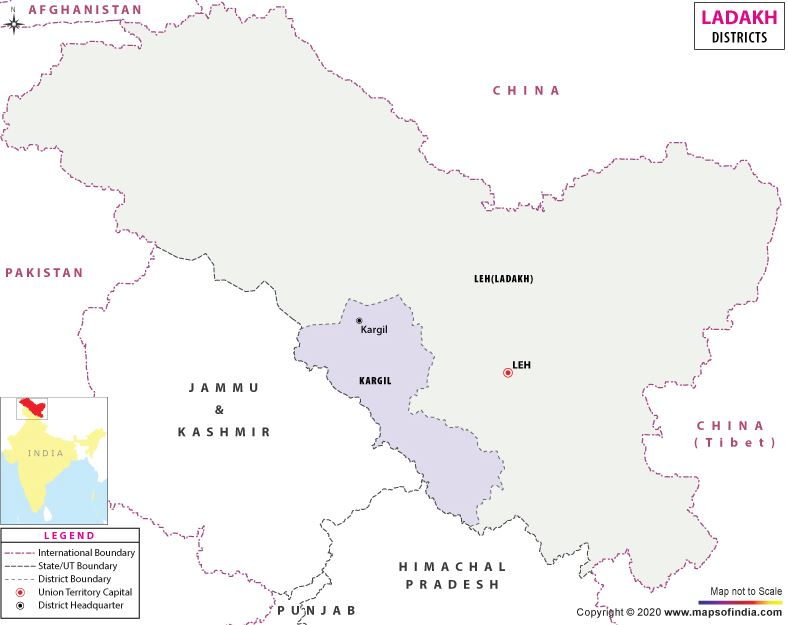 N
AFGHANISTAN
LADAKH
DISTRICTS
CHINA
PAKISTAN
LEH(LADAKH)
Kargil
LEH
KARGIL
JAMMU
&
KASHMIR
CHINA
(Tibet)
INDIA
LEGEND
International Boundary
State/UT Boundary
District Boundary
Union Territory Capital
District Headquarter
HIMACHAL
PRADESH
PUNJAB
Map not to Scale
Copyright © 2020 www.mapsofindia.com